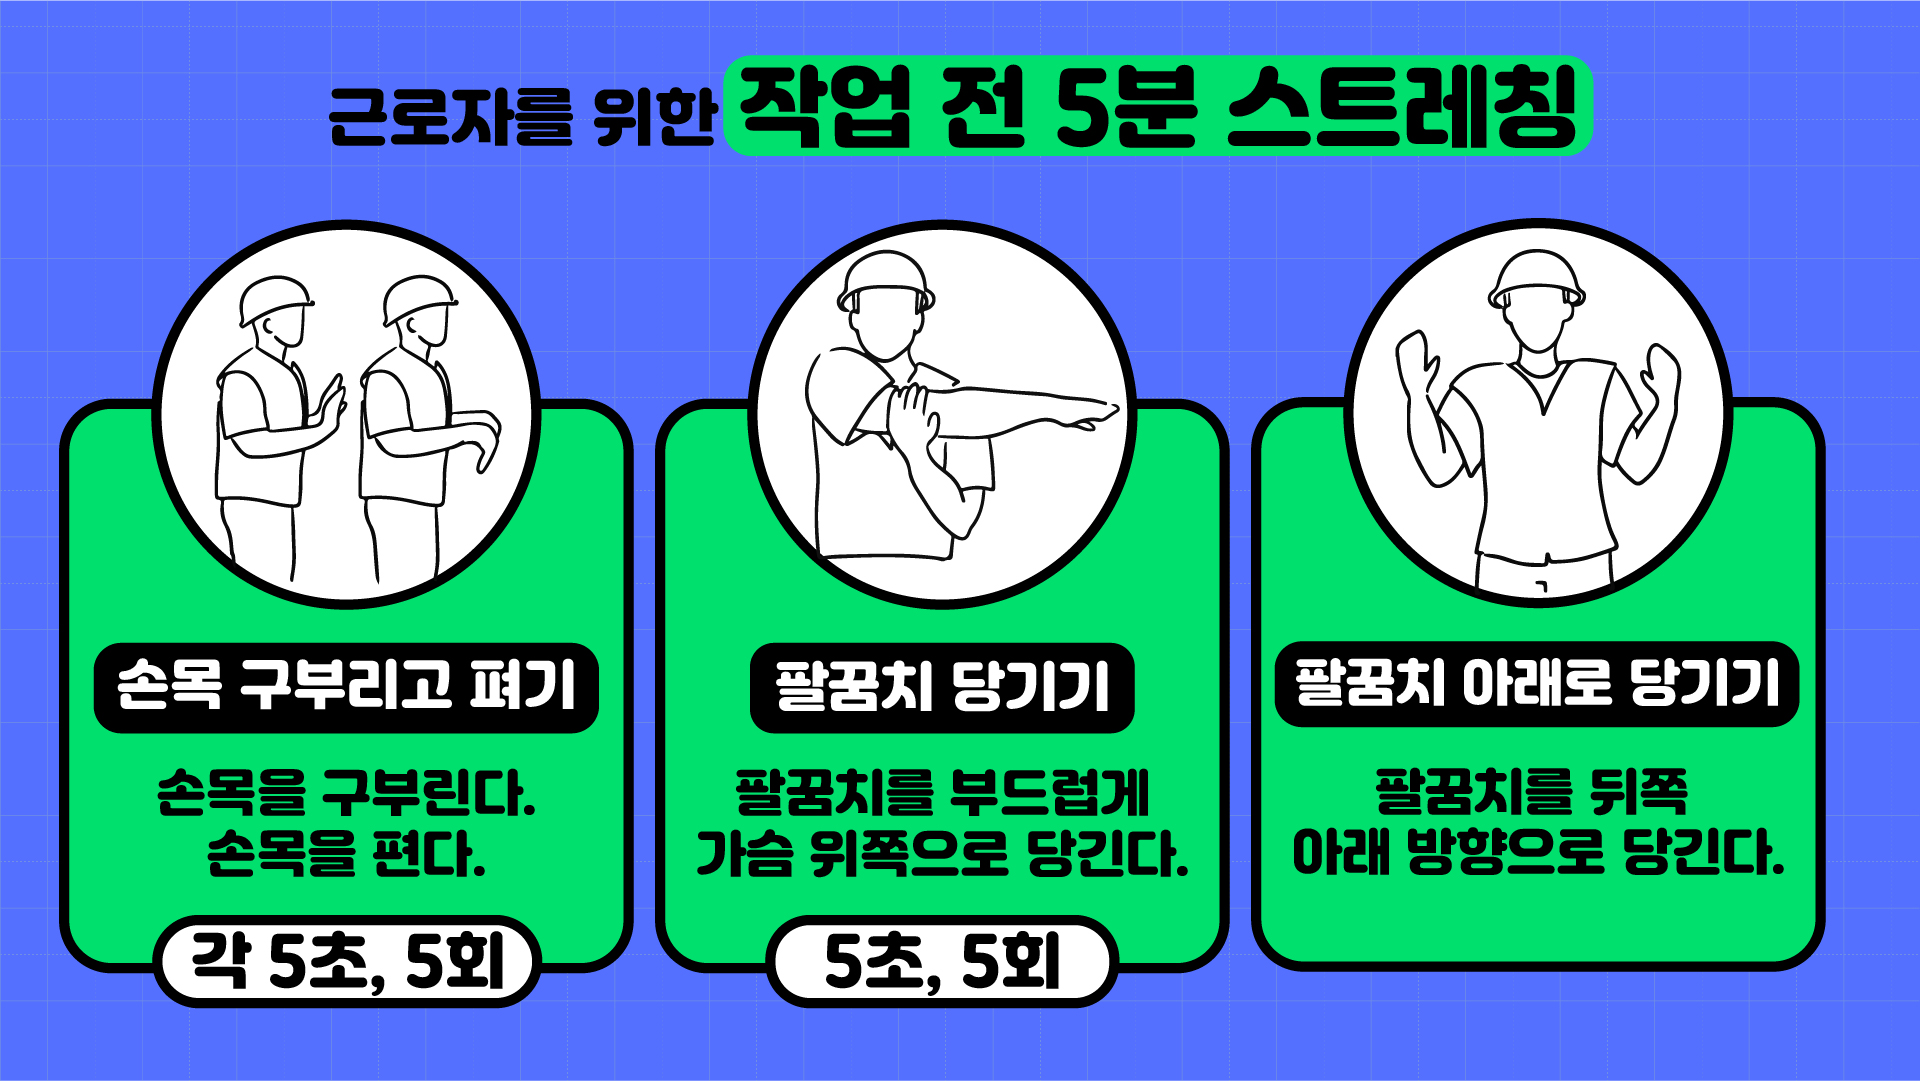 근로자를 위한 작업 전 5분 스트레칭
손목 구부리고 펴기
손목을 구부린다.
손목을 편다.
각 5초, 5회
팔꿈치 당기기
팔꿈치를 부드럽게
가슴 위쪽으로 당긴다.
5초, 5회
팔꿈치 아래로 당기기
팔꿈치를 뒤쪽
아래 방향으로 당긴다.